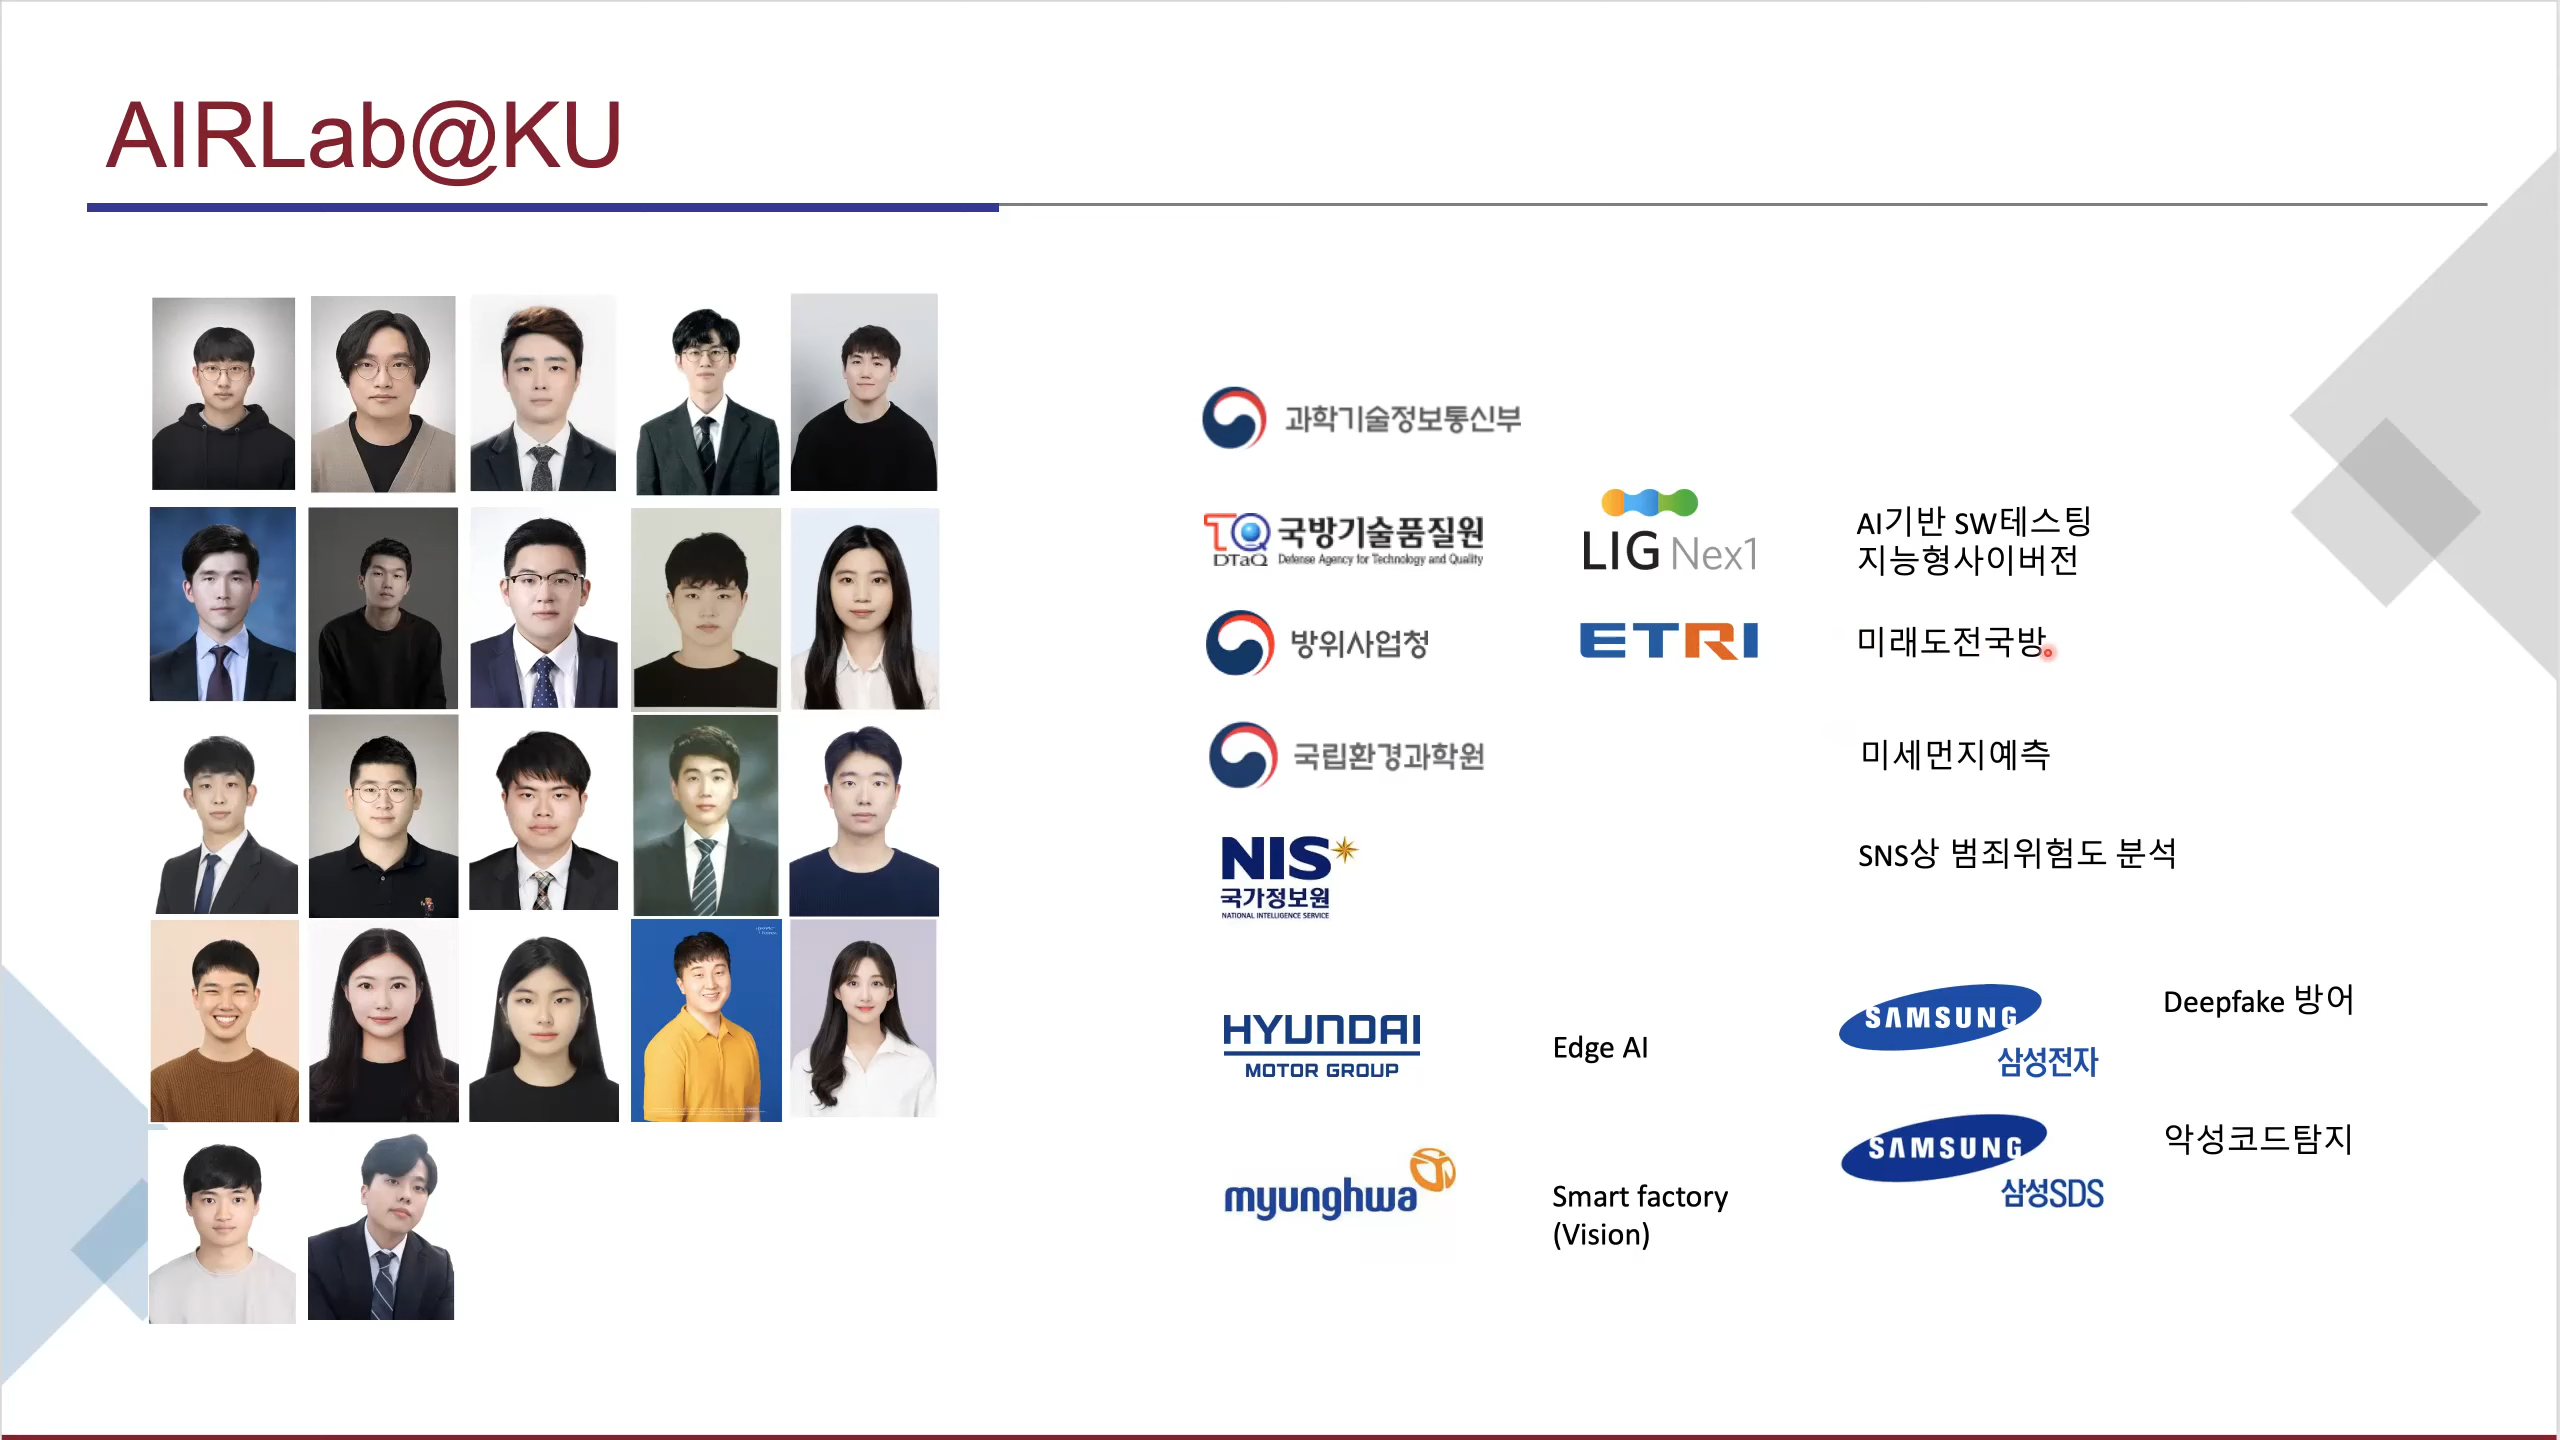 AIRLab@KU
과학기술정보통신부
DTaQ
국방기술품질원
Defense Agency for Technology and Quality
LIG Nex1
AI기반 SW테스팅
지능형사이버전
방위사업청
ETRI
미래도전국방
국립환경과학원
미세먼지예측
NIS
국가정보원
NATIONAL INTELLIGENCE SERVICE
SNS상 범죄위험도 분석
HYUNDAI
MOTOR GROUP
Edge AI
SAMSUNG
삼성전자
Deepfake 방어
myunghwa
Smart factory
(Vision)
SAMSUNG
삼성SDS
악성코드탐지